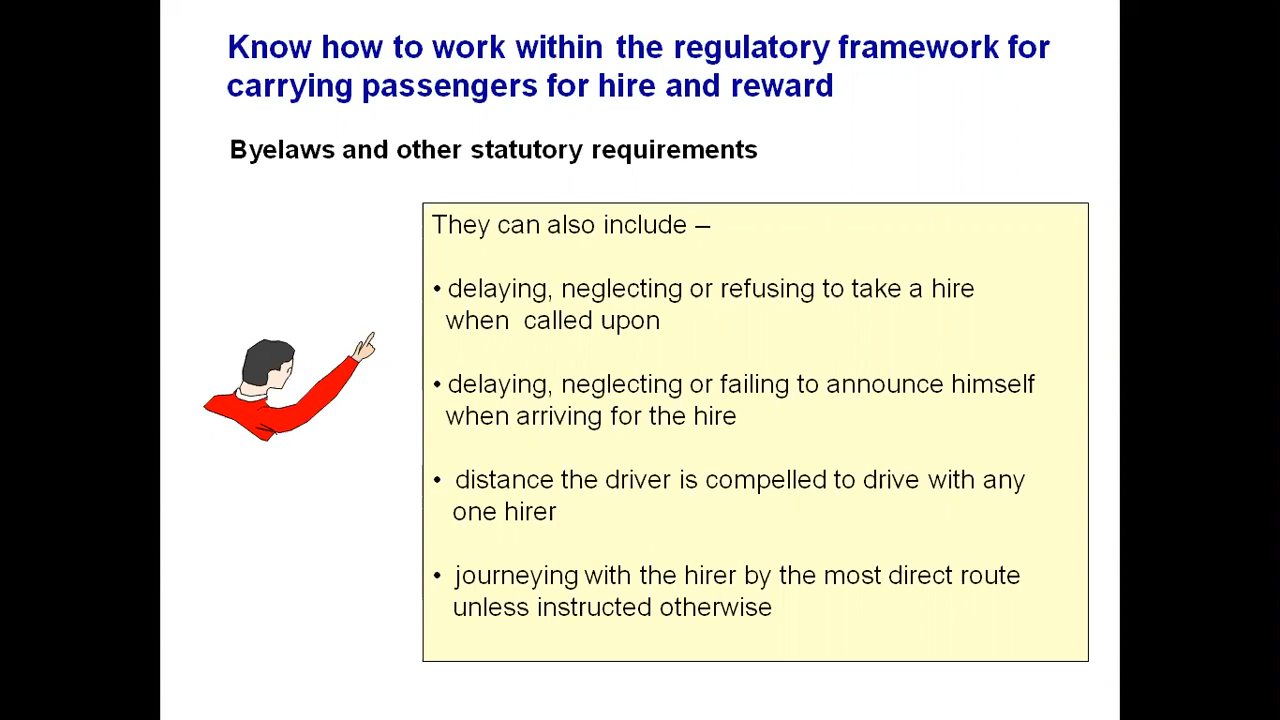 Know how to work within the regulatory framework for
carrying passengers for hire and reward
Byelaws and other statutory requirements
They can also include –
• delaying, neglecting or refusing to take a hire
when called upon
• delaying, neglecting or failing to announce himself
when arriving for the hire
• distance the driver is compelled to drive with any
one hirer
• journeying with the hirer by the most direct route
unless instructed otherwise